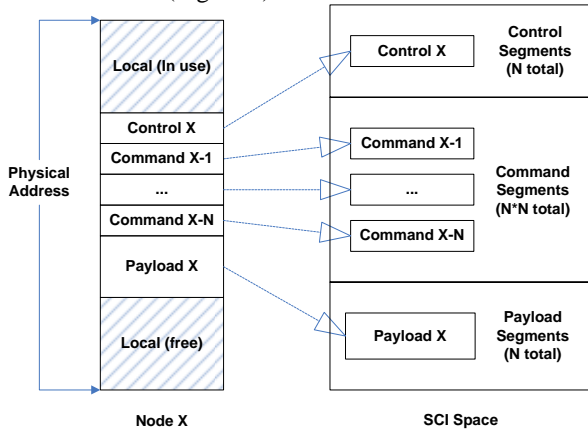 Local (In use)
Control X
Command X-1
...
Command X-N
Payload X
Local (free)
Physical
Address
Node X
Control X
Control
Segments
(N total)
Command X-1
...
Command X-N
Command
Segments
(N*N total)
Payload X
Payload
Segments
(N total)
SCI Space